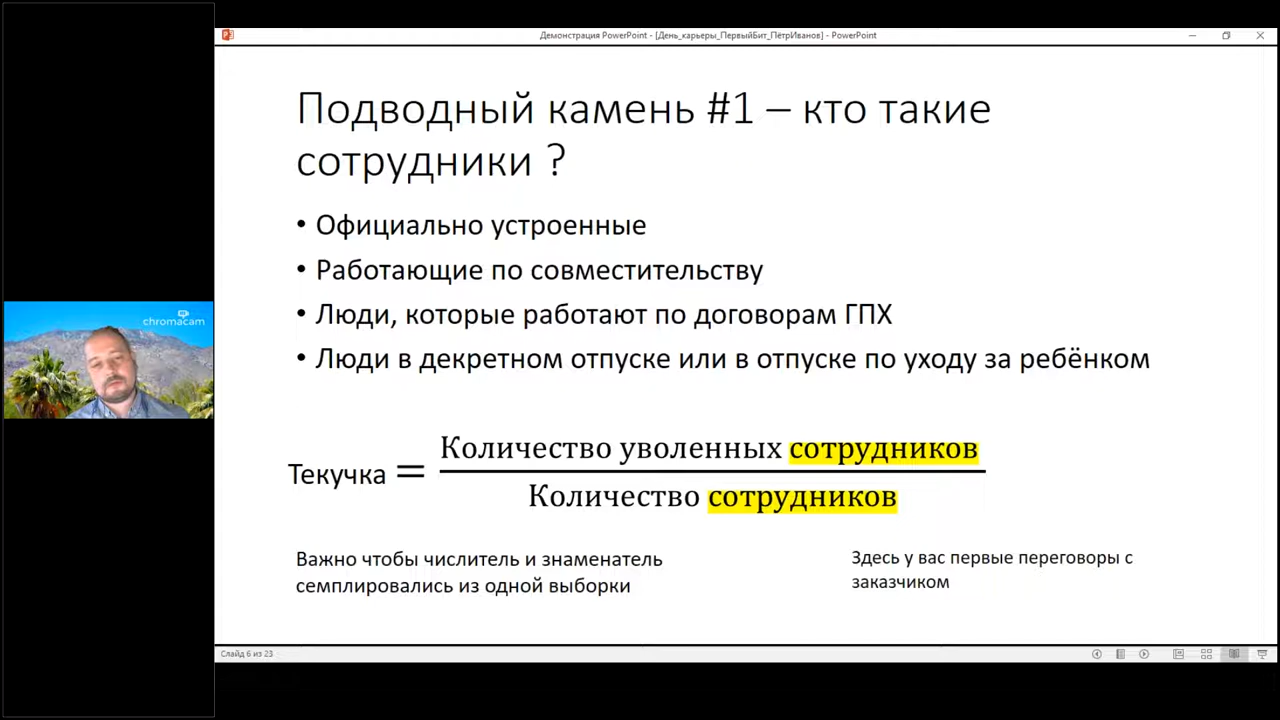 Демонстрация PowerPoint - [День_карьеры_ПервыйБит_ПётрИванов] - PowerPoint
Подводный камень #1 – кто такие
сотрудники ?
• Официально устроенные
• Работающие по совместительству
• Люди, которые работают по договорам ГПХ
• Люди в декретном отпуске или в отпуске по уходу за ребёнком
chromacam
Количество уволенных сотрудников
Текучка =
Количество сотрудников
Важно чтобы числитель и знаменатель
семплировались из одной выборки
Здесь у вас первые переговоры с
заказчиком
Слайд 6 из 23